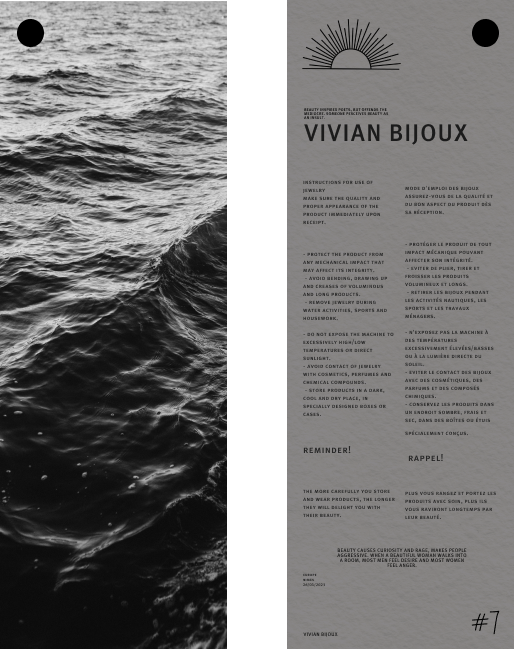 BEAUTY INSPIRES POETS, BUT OFFENDS THE
MEDIOCRE. SOMEONE PERCEIVES BEAUTY AS
AN INSULT.
VIVIAN BIJOUX
INSTRUCTIONS FOR USE OF
JEWELRY
MAKE SURE THE QUALITY AND
PROPER APPEARANCE OF THE
PRODUCT IMMEDIATELY UPON
RECEIPT.
- PROTECT THE PRODUCT FROM
ANY MECHANICAL IMPACT THAT
MAY AFFECT ITS INTEGRITY.
- AVOID BENDING, DRAWING UP
AND CREASES OF VOLUMINOUS
AND LONG PRODUCTS.
- REMOVE JEWELRY DURING
WATER ACTIVITIES, SPORTS AND
HOUSEWORK.
- DO NOT EXPOSE THE MACHINE TO
EXCESSIVELY HIGH/LOW
TEMPERATURES OR DIRECT
SUNLIGHT.
- AVOID CONTACT OF JEWELRY
WITH COSMETICS, PERFUMES AND
CHEMICAL COMPOUNDS.
- STORE PRODUCTS IN A DARK,
COOL AND DRY PLACE, IN
SPECIALLY DESIGNED BOXES OR
CASES.
REMINDER!
THE MORE CAREFULLY YOU STORE
AND WEAR PRODUCTS, THE LONGER
THEY WILL DELIGHT YOU WITH
THEIR BEAUTY.
MODE D'EMPLOI DES BIJOUX
ASSUREZ-VOUS DE LA QUALITÉ ET
DU BON ASPECT DU PRODUIT DÈS
SA RÉCEPTION.
- PROTÉGER LE PRODUIT DE TOUT
IMPACT MÉCANIQUE POUVANT
AFFECTER SON INTÉGRITÉ.
- EVITER DE PLIER, TIRER ET
FROISSER LES PRODUITS
VOLUMINEUX ET LONGS.
- RETIRER LES BIJOUX PENDANT
LES ACTIVITÉS NAUTIQUES, LES
SPORTS ET LES TRAVAUX
MÉNAGERS.
- N'EXPOSEZ PAS LA MACHINE À
DES TEMPÉRATURES
EXCESSIVEMENT ÉLEVÉES/BASSES
OU À LA LUMIÈRE DIRECTE DU
SOLEIL.
- EVITER LE CONTACT DES BIJOUX
AVEC DES COSMÉTIQUES, DES
PARFUMS ET DES COMPOSÉS
CHIMIQUES.
- CONSERVEZ LES PRODUITS DANS
UN ENDROIT SOMBRE, FRAIS ET
SEC, DANS DES BOÎTES OU ÉTUIS
SPÉCIALEMENT CONÇUS.
RAPPEL!
PLUS VOUS RANGEZ ET PORTEZ LES
PRODUITS AVEC SOIN, PLUS ILS
VOUS RAVIRONT LONGTEMPS PAR
LEUR BEAUTÉ.
BEAUTY CAUSES CURIOSITY AND RAGE, MAKES PEOPLE
AGGRESSIVE. WHEN A BEAUTIFUL WOMAN WALKS INTO
A ROOM, MOST MEN FEEL DESIRE AND MOST WOMEN
FEEL ANGER.
VIVIAN BIJOUX
#7